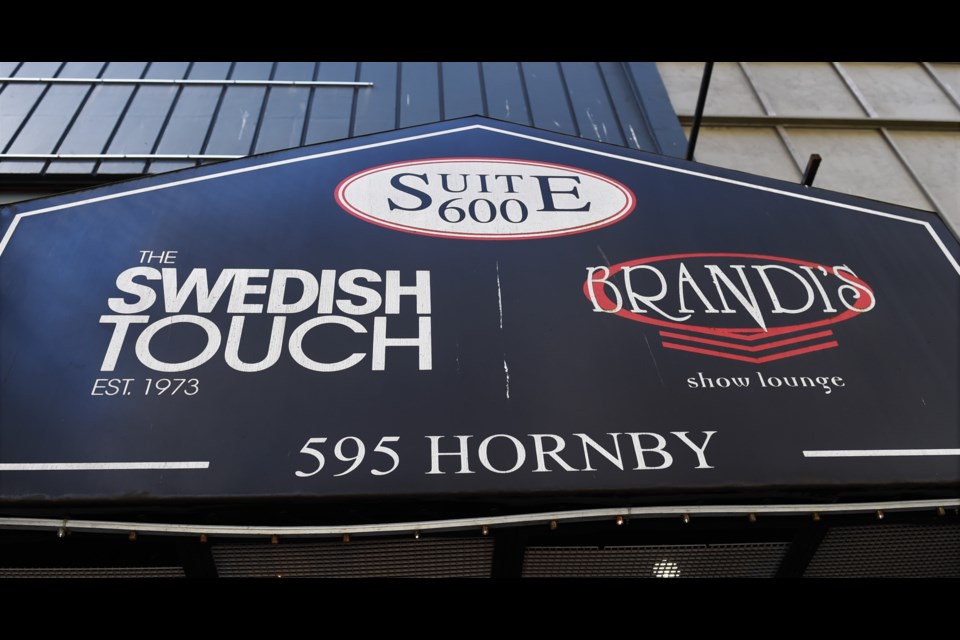 SUITE
600
THE
SWEDISH
TOUCH
EST. 1973
BRANDI'S
show lounge
595 HORNBY